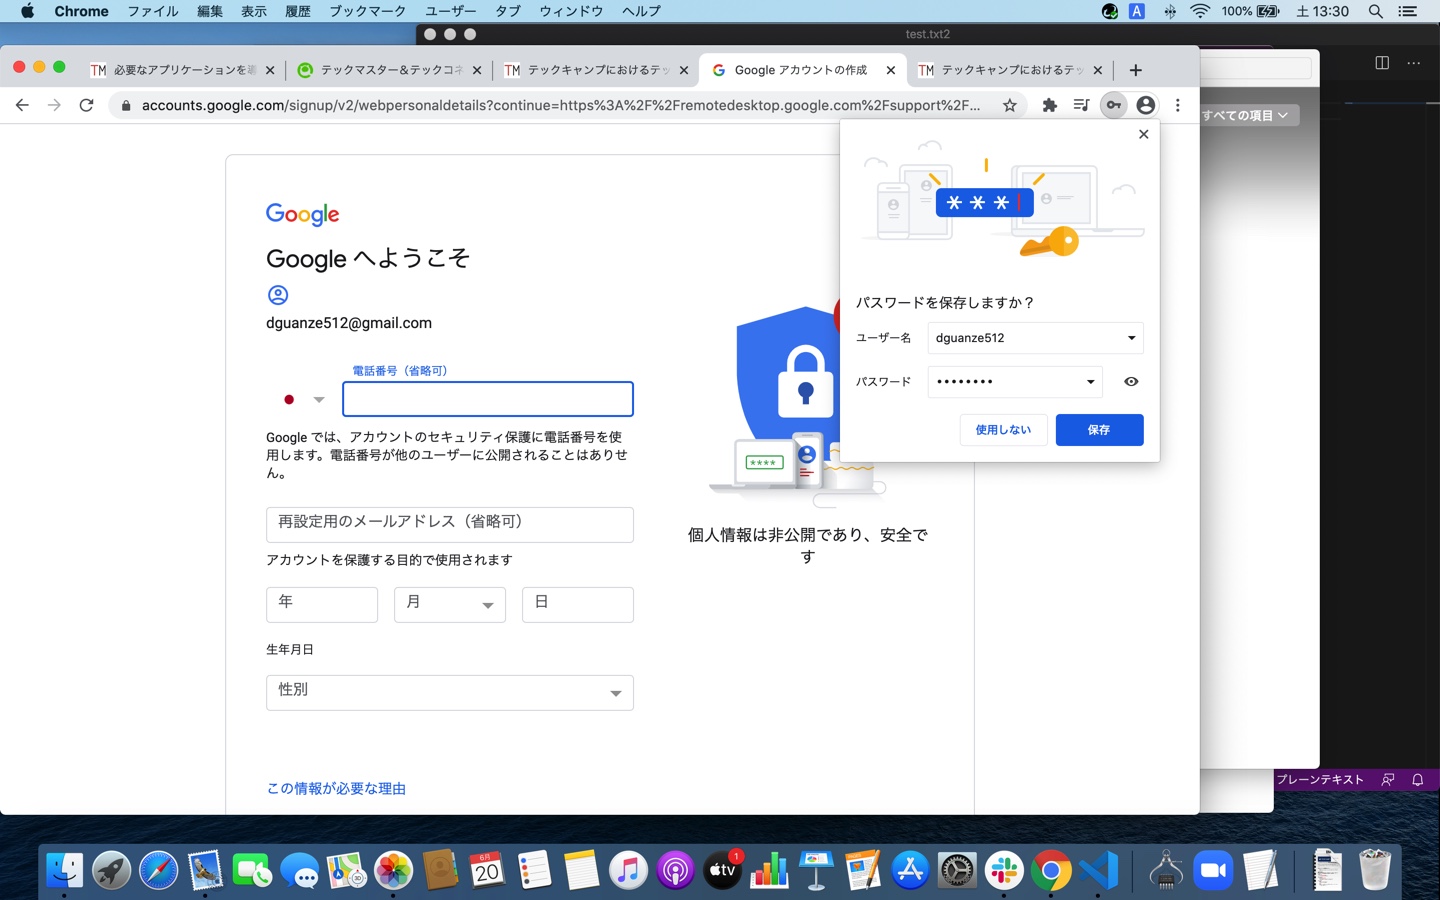 Chrome ファイル 編集 表示 履歴 ブックマーク ユーザー タブ ウィンドウ ヘルプ
A 100% 土 13:30
test.txt2
TM 必要なアプリケーションを
テックマスター＆テックコネ
TM テックキャンプにおけるテッ
Google アカウントの作成
TM テックキャンプにおけるテッ
accounts.google.com/signup/v2/webpersonaldetails?continue=https%3A%2F%2Fremotedesktop.google.com%2Fsupport%2F...
すべての項目
Google
Google へようこそ
dguanze512@gmail.com
電話番号（省略可）
Google では、アカウントのセキュリティ保護に電話番号を使
用します。電話番号が他のユーザーに公開されることはありませ
ん。
再設定用のメールアドレス（省略可）
アカウントを保護する目的で使用されます
年 月 日
生年月日
性別
この情報が必要な理由
****
個人情報は非公開であり、安全で
す
* * *
パスワードを保存しますか？
ユーザー名 dguanze512
パスワード ••••••••
使用しない 保存
プレーンテキスト
3D
6月
20
tv
1